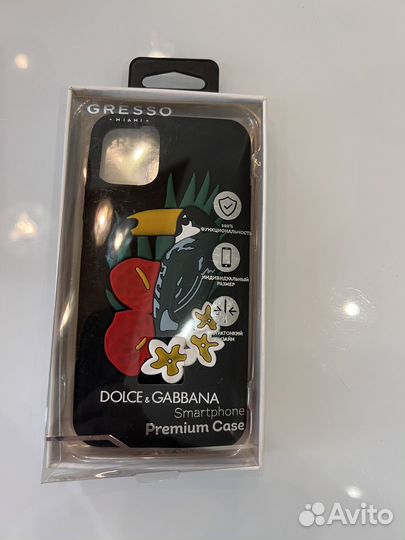 GRESSO
• MIAMI •
100%
ФУНКЦИОНАЛЬНОСТЬ
ИНДИВИДУАЛЬНЫЙ
РАЗМЕР
DOLCE & GABBANA
Smartphone
Premium Case
Avito